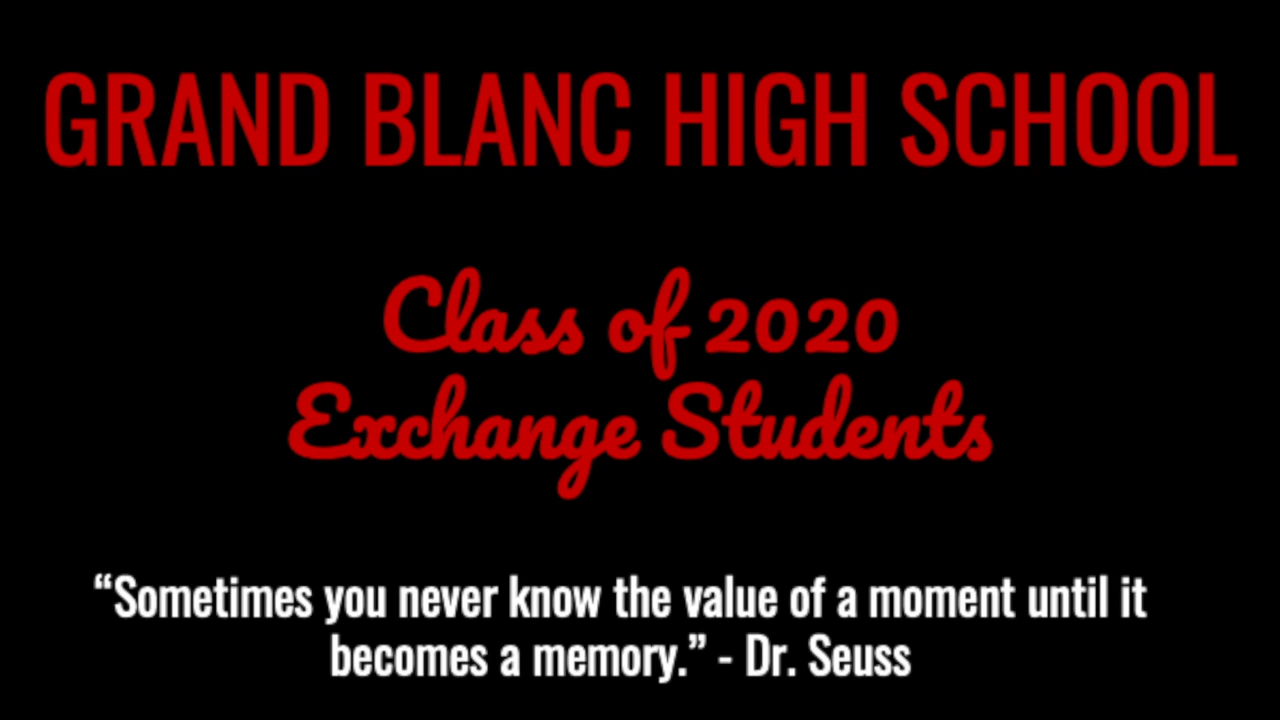 GRAND BLANC HIGH SCHOOL
Class of 2020
Exchange Students
“Sometimes you never know the value of a moment until it
becomes a memory.” - Dr. Seuss